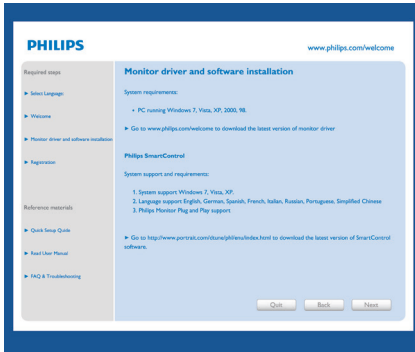 PHILIPS
www.philips.com/welcome
Required steps
► Select Language:
► Welcome
► Monitor driver and software installation
► Registration
Reference materials
► Quick Setup Quide
► Read User Manual
► FAQ & Troubleshooting
Monitor driver and software installation
System requirements:
• PC running Windows 7, Vista, XP, 2000, 98.
► Go to www.philips.com/welcome to download the latest version of monitor driver
Philips SmartControl
System support and requirements:
1. System support Windows 7, Vista, XP.
2. Language support English, German, Spanish, French, Italian, Russian, Portuguese, Simplified Chinese
3. Philips Monitor Plug and Play support
► Go to http://www.portrait.com/dtune/phil/enu/index.html to download the latest version of SmartControl
software.
Quit
Back
Next